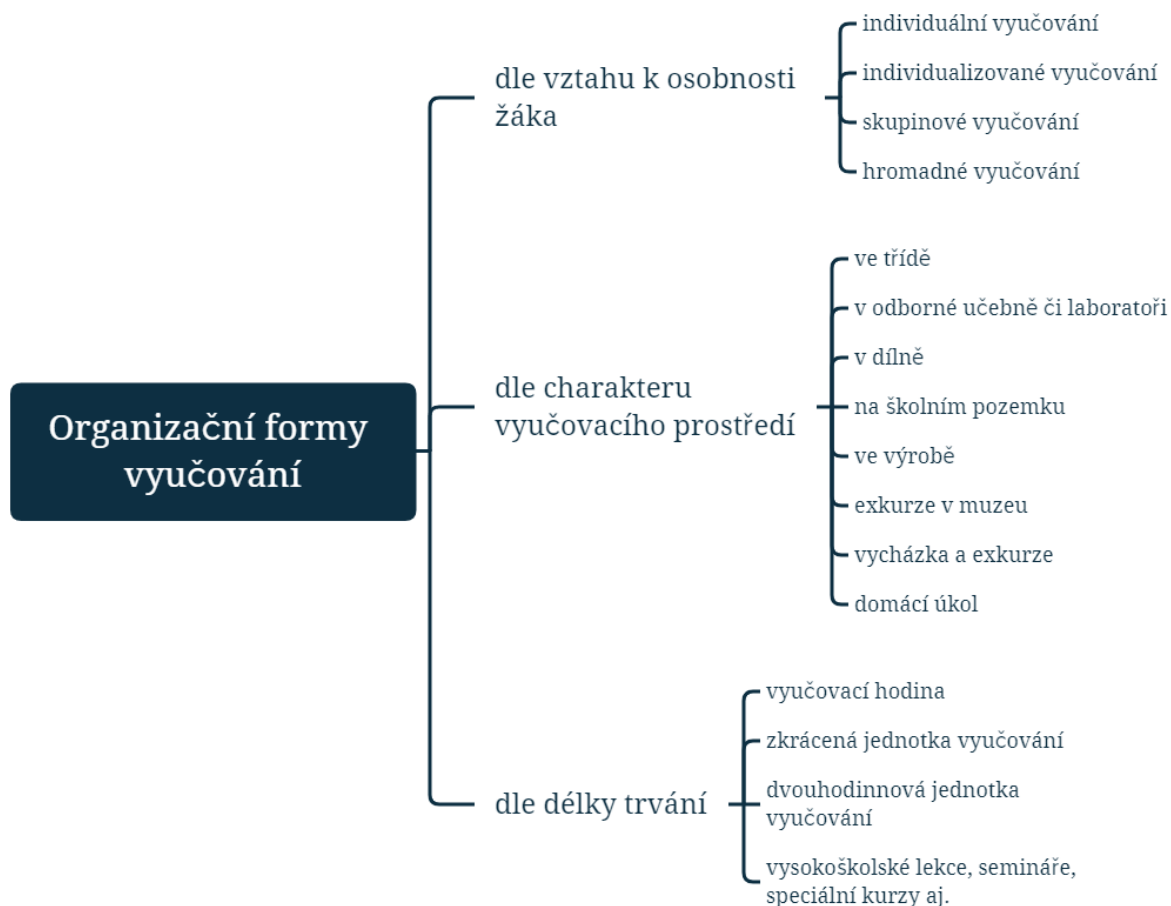 Organizační formy
vyučování
dle vztahu k osobnosti
žáka
individuální vyučování
individualizované vyučování
skupinové vyučování
hromadné vyučování
dle charakteru
vyučovacího prostředí
ve třídě
v odborné učebně či laboratoři
v dílně
na školním pozemku
ve výrobě
exkurze v muzeu
vycházka a exkurze
domácí úkol
dle délky trvání
vyučovací hodina
zkrácená jednotka vyučování
dvouhodinnová jednotka
vyučování
vysokoškolské lekce, semináře,
speciální kurzy aj.